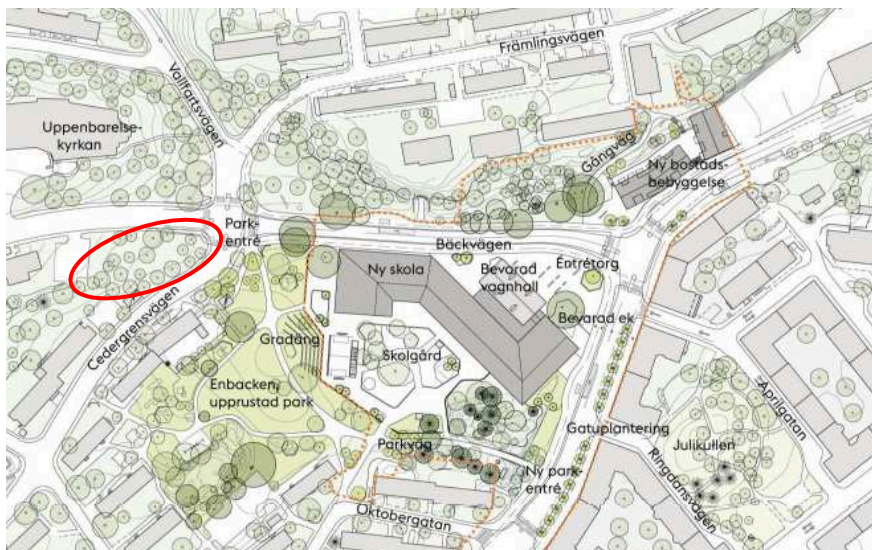 Främlingsvägen
Vallfartsvägen
Uppenbarelse-
kyrkan
Gångväg
Ny bostads-
bebyggelse
Park-
entré
Bäckvägen
Ny skola
Bevarad
vagnhall
Entrétorg
Bevarad ek
Cedergrensvägen
Gradäng
Skolgård
Enbacken,
upprustad park
Aprilgatan
Gatuplantering
Julikullen
Parkväg
Ny park-
entré
Ringdansvägen
Oktobergatan